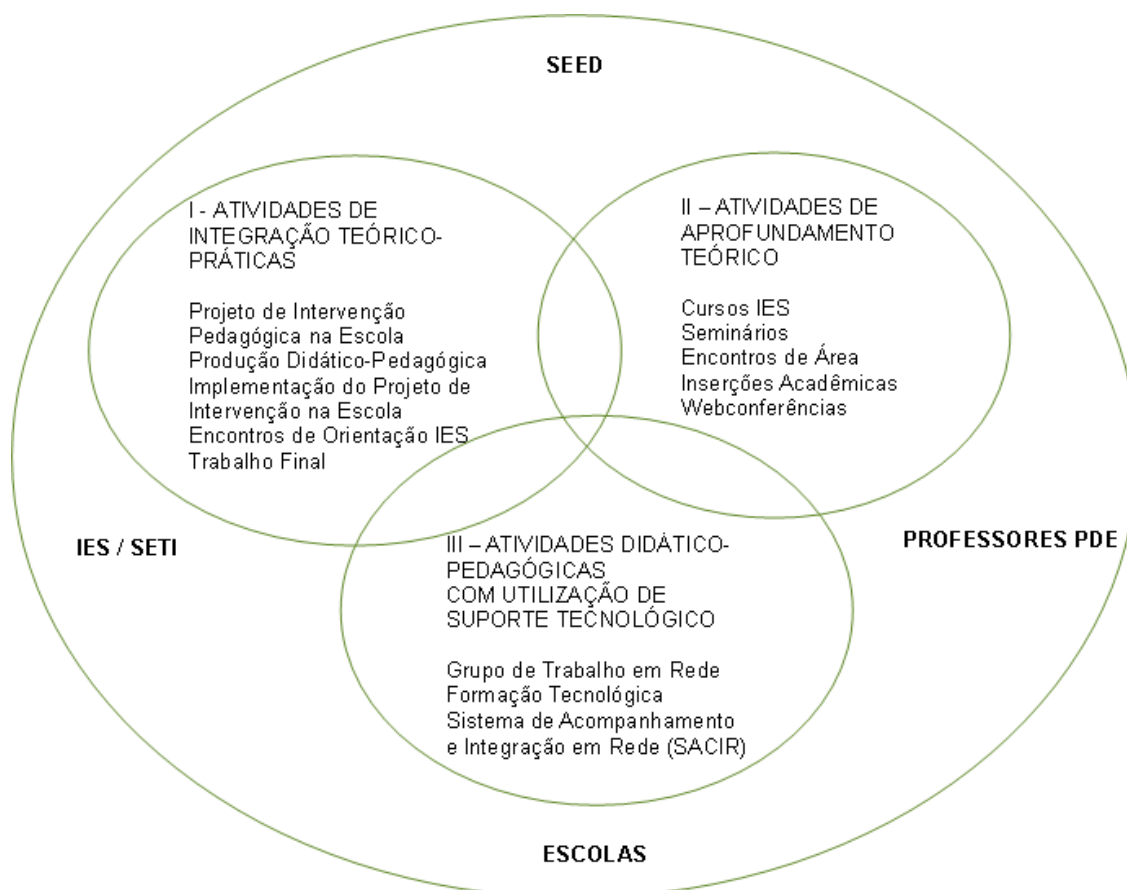 SEED
I - ATIVIDADES DE
INTEGRAÇÃO TEÓRICO-
PRÁTICAS
Projeto de Intervenção
Pedagógica na Escola
Produção Didático-Pedagógica
Implementação do Projeto de
Intervenção na Escola
Encontros de Orientação IES
Trabalho Final
II – ATIVIDADES DE
APROFUNDAMENTO
TEÓRICO
Cursos IES
Seminários
Encontros de Área
Inserções Acadêmicas
Webconferências
IES / SETI
PROFESSORES PDE
III – ATIVIDADES DIDÁTICO-
PEDAGÓGICAS
COM UTILIZAÇÃO DE
SUPORTE TECNOLÓGICO
Grupo de Trabalho em Rede
Formação Tecnológica
Sistema de Acompanhamento
e Integração em Rede (SACIR)
ESCOLAS